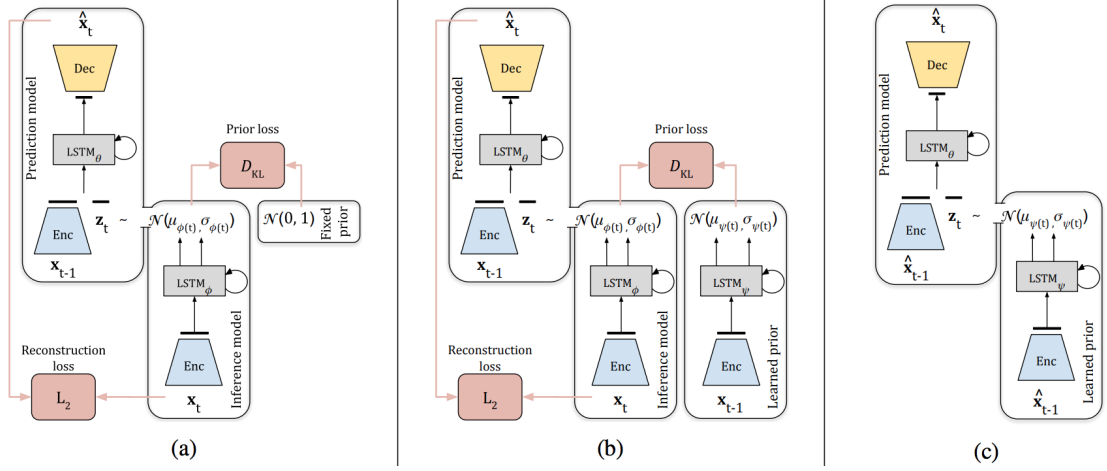 x̂t
Dec
Prediction model
LSTMθ
Enc
zt ~
xt-1
Prior loss
DKL
𝒩(μϕ(t), σϕ(t))
𝒩(0, 1)
Fixed
prior
LSTMϕ
Enc
Inference model
xt
Reconstruction
loss
L2
(a)
x̂t
Dec
Prediction model
LSTMθ
Enc
zt ~
xt-1
Prior loss
DKL
𝒩(μϕ(t), σϕ(t))
𝒩(μψ(t), σψ(t))
LSTMϕ
LSTMψ
Enc
Enc
Inference model
Learned prior
xt
xt-1
Reconstruction
loss
L2
(b)
x̂t
Dec
Prediction model
LSTMθ
Enc
zt ~
x̂t-1
𝒩(μψ(t), σψ(t))
LSTMψ
Enc
Learned prior
x̂t-1
(c)